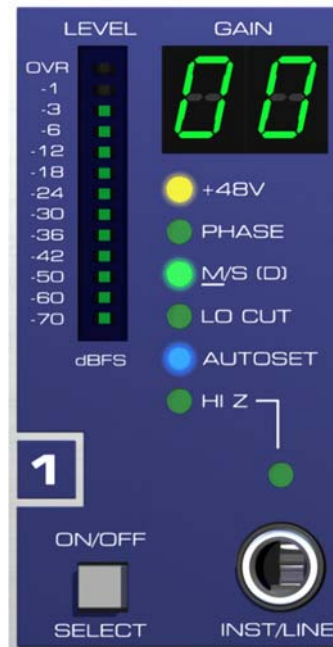 LEVEL
GAIN
00
OVR
-1
-3
-6
-12
-18
-24
-30
-36
-42
-50
-60
-70
dBFS
+48V
PHASE
M/S (D)
LO CUT
AUTOSET
HI Z
1
ON/OFF
SELECT
INST/LINE